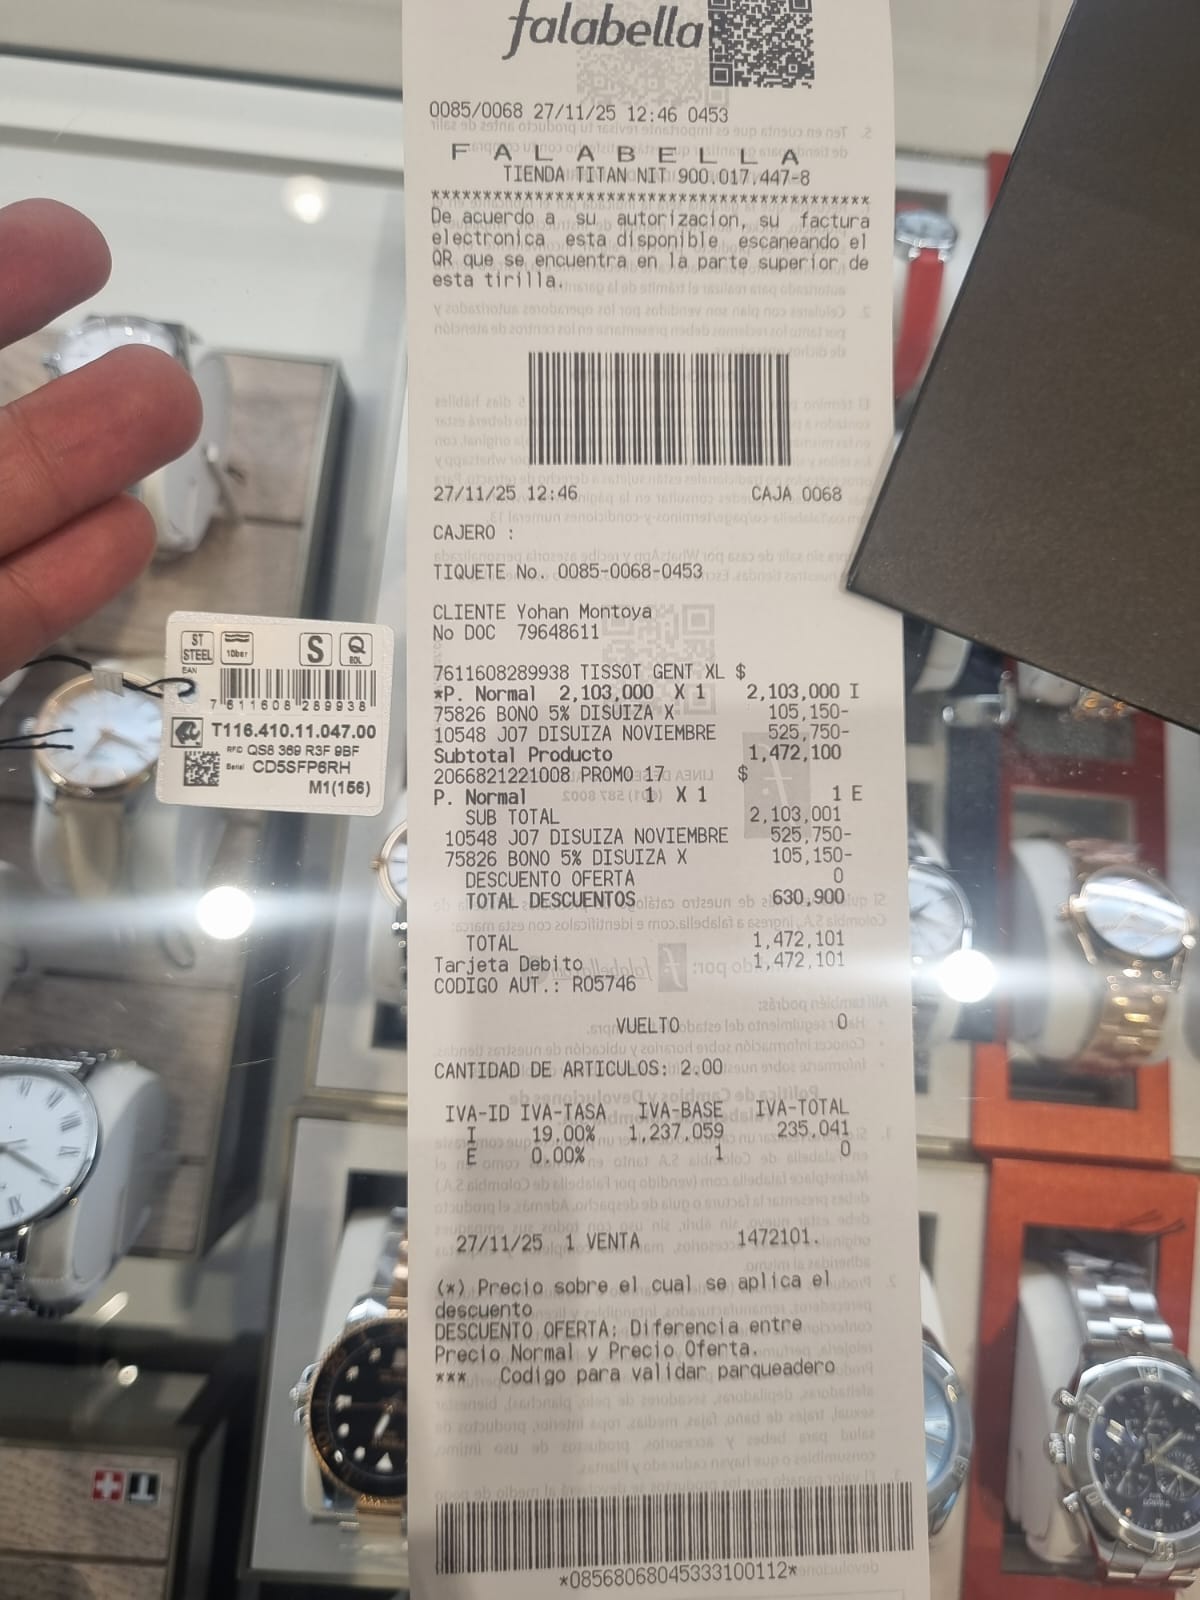 falabella
0085/0068 27/11/25 12:46 0453
F A L A B E L L A
TIENDA TITAN NIT 900.017.447-8
******************************************
De acuerdo a su autorizacion, su factura
electronica esta disponible escaneando el
QR que se encuentra en la parte superior de
esta tirilla.
27/11/25 12:46 CAJA 0068
CAJERO :
TIQUETE No. 0085-0068-0453
CLIENTE Yohan Montoya
No DOC 79648611
7611608289938 TISSOT GENT XL $
*P. Normal 2,103,000 X 1 2,103,000 I
75826 BONO 5% DISUIZA X 105,150-
10548 J07 DISUIZA NOVIEMBRE 525,750-
Subtotal Producto 1,472,100
2066821221008 PROMO 17 $
P. Normal 1 X 1 1 E
SUB TOTAL 2,103,001
10548 J07 DISUIZA NOVIEMBRE 525,750-
75826 BONO 5% DISUIZA X 105,150-
DESCUENTO OFERTA 0
TOTAL DESCUENTOS 630,900
TOTAL 1,472,101
Tarjeta Debito 1,472,101
CODIGO AUT.: RO5746
VUELTO 0
CANTIDAD DE ARTICULOS: 2.00
IVA-ID IVA-TASA IVA-BASE IVA-TOTAL
I 19.00% 1,237,059 235,041
E 0.00% 1 0
27/11/25 1 VENTA 1472101.
(*) Precio sobre el cual se aplica el
descuento
DESCUENTO OFERTA: Diferencia entre
Precio Normal y Precio Oferta.
*** Codigo para validar parqueadero
*08568068045333100112*
ST
STEEL
10bar
S
Q
EOL
EAN
7 611608 289938
T116.410.11.047.00
RFC QS8 369 R3F 9BF
Serial CD5SFP6RH
M1(156)